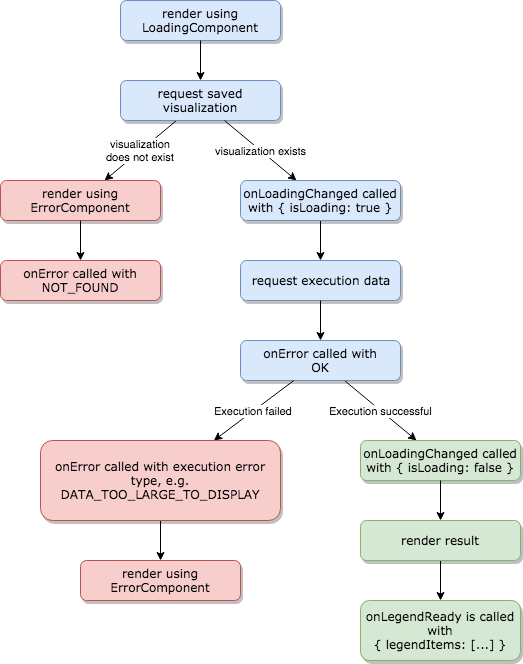 render using
LoadingComponent
request saved
visualization
visualization
does not exist
visualization exists
render using
ErrorComponent
onLoadingChanged called
with { isLoading: true }
onError called with
NOT_FOUND
request execution data
onError called with
OK
Execution failed
Execution successful
onError called with execution error
type, e.g.
DATA_TOO_LARGE_TO_DISPLAY
onLoadingChanged called
with { isLoading: false }
render result
render using
ErrorComponent
onLegendReady is called
with
{ legendItems: [...] }